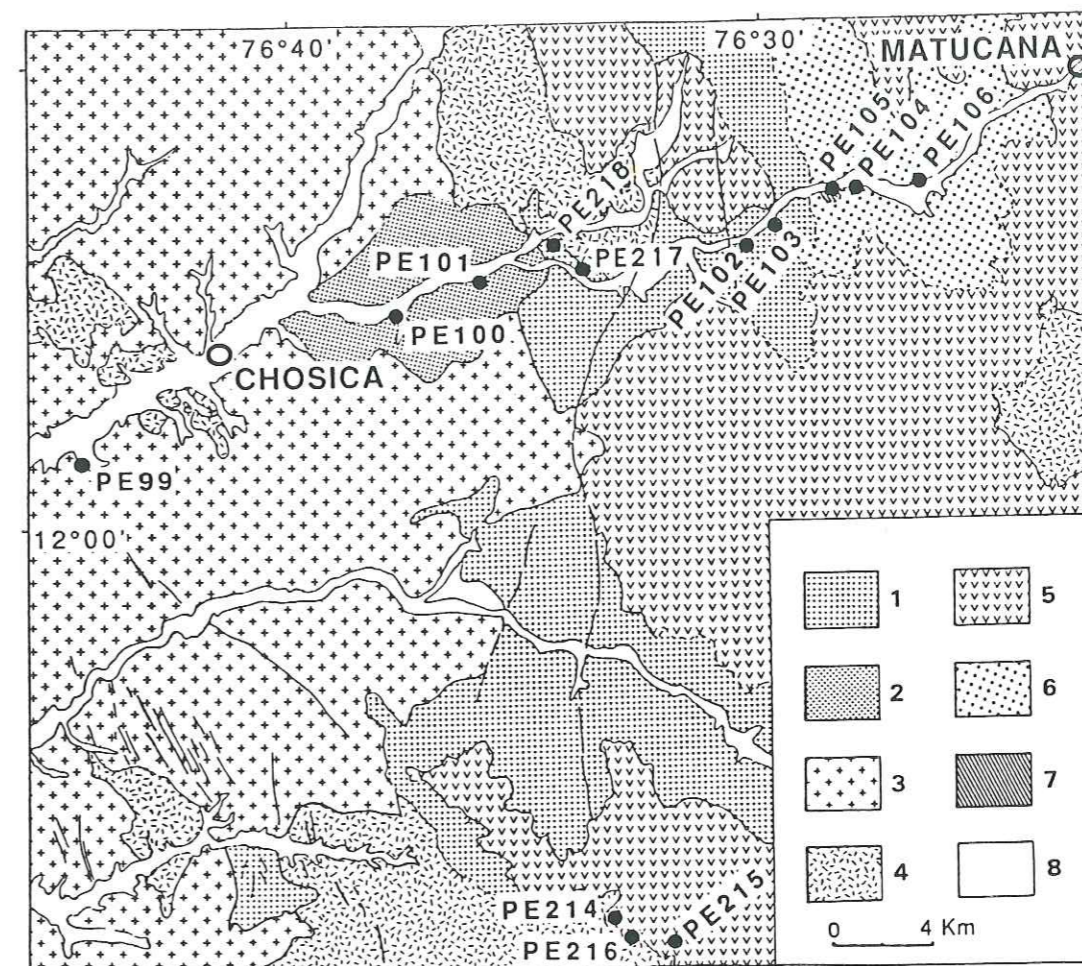 76°40'
76°30'
MATUCANA
PE105
PE104
PE106
PE218
PE101
PE217
PE102
PE103
PE100
CHOSICA
PE99
12°00'
1
5
2
6
3
7
4
8
PE214
PE215
PE216
0 4 Km